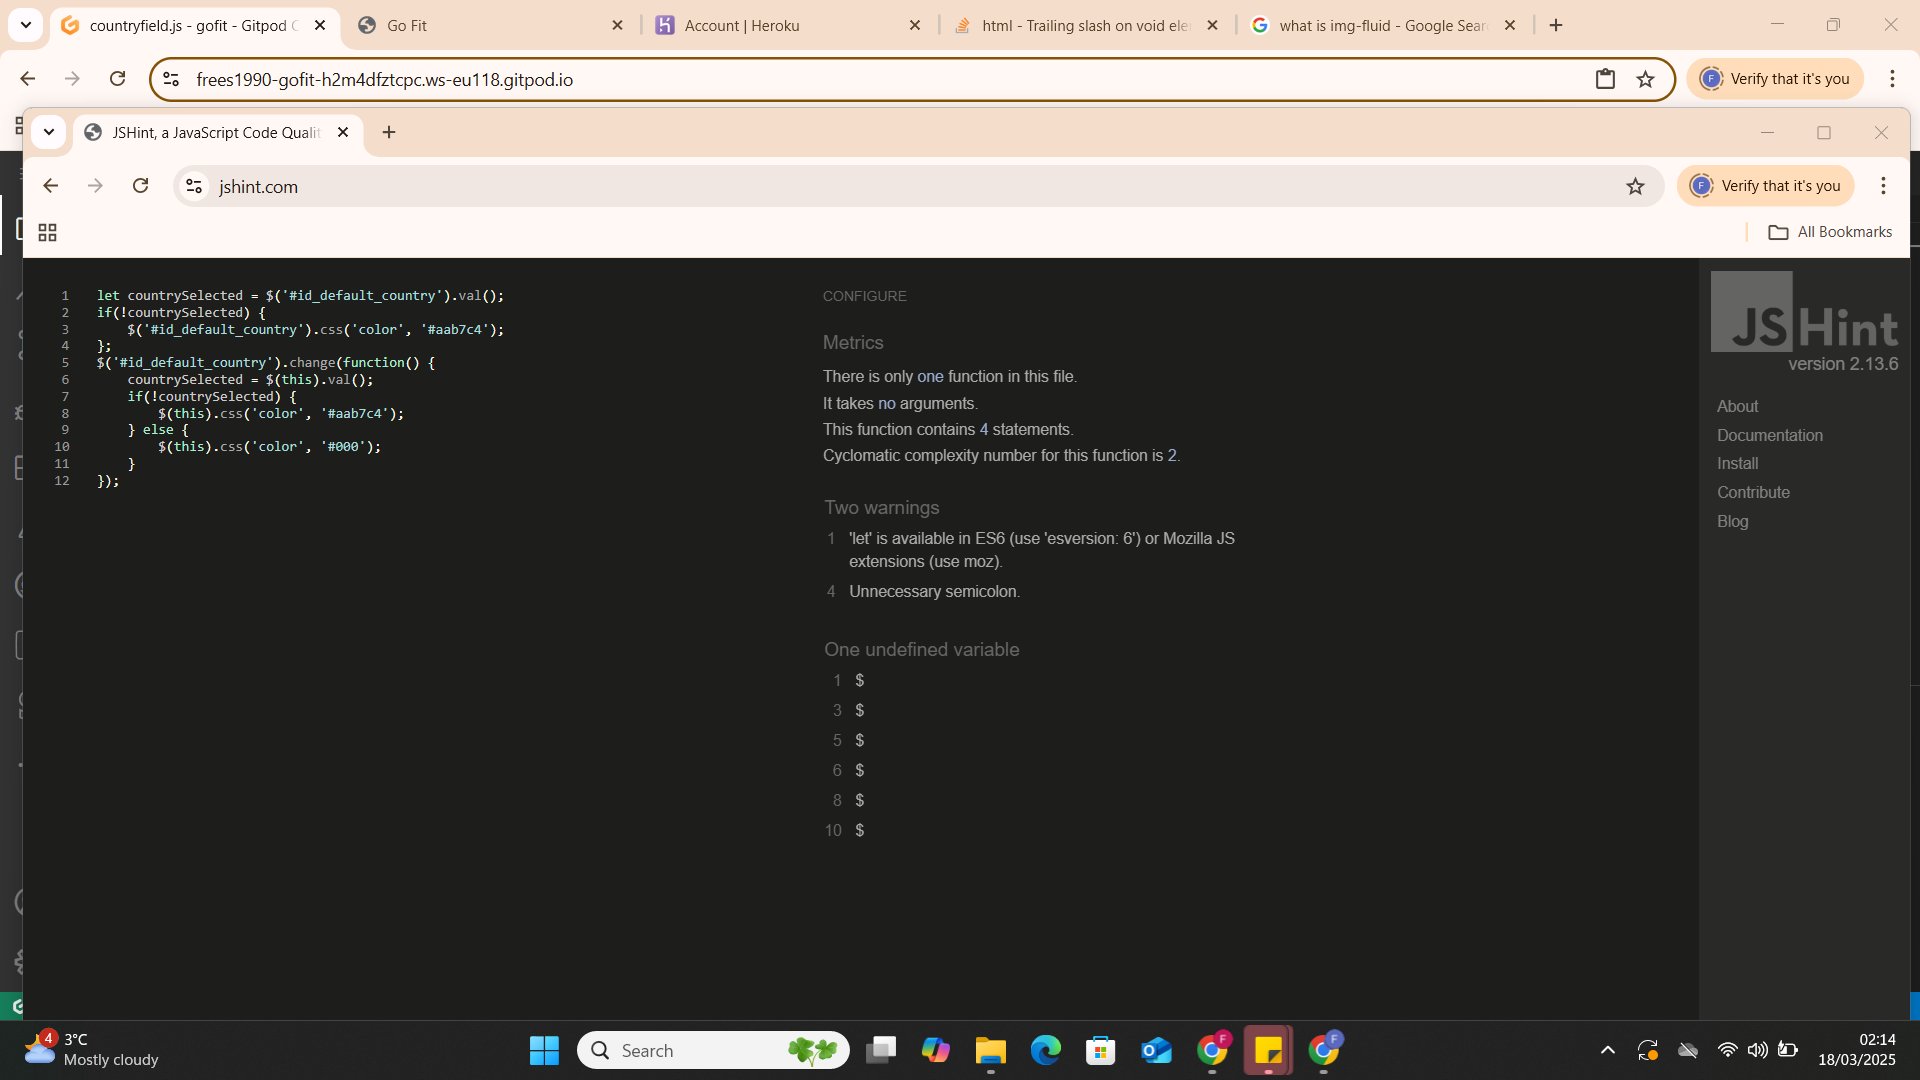 countryfield.js - gofit - Gitpod C
Go Fit
Account | Heroku
html - Trailing slash on void ele
what is img-fluid - Google Sear
frees1990-gofit-h2m4dfztcpc.ws-eu118.gitpod.io
Verify that it's you
JSHint, a JavaScript Code Qualit
jshint.com
Verify that it's you
All Bookmarks
1 let countrySelected = $('#id_default_country').val();
2 if(!countrySelected) {
3 $('#id_default_country').css('color', '#aab7c4');
4 };
5 $('#id_default_country').change(function() {
6 countrySelected = $(this).val();
7 if(!countrySelected) {
8 $(this).css('color', '#aab7c4');
9 } else {
10 $(this).css('color', '#000');
11 }
12 });
CONFIGURE
Metrics
There is only one function in this file.
It takes no arguments.
This function contains 4 statements.
Cyclomatic complexity number for this function is 2.
Two warnings
1 'let' is available in ES6 (use 'esversion: 6') or Mozilla JS
extensions (use moz).
4 Unnecessary semicolon.
One undefined variable
1 $
3 $
5 $
6 $
8 $
10 $
JSHint
version 2.13.6
About
Documentation
Install
Contribute
Blog
4
3°C
Mostly cloudy
Search
02:14
18/03/2025